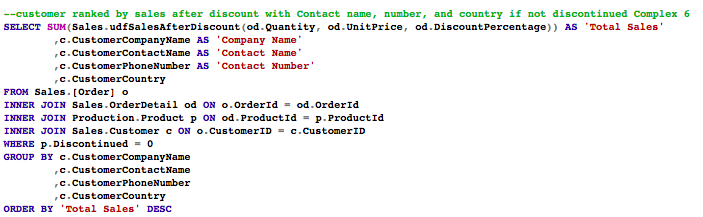 --customer ranked by sales after discount with Contact name, number, and country if not discontinued Complex 6
SELECT SUM(Sales.udfSalesAfterDiscount(od.Quantity, od.UnitPrice, od.DiscountPercentage)) AS 'Total Sales'
,c.CustomerCompanyName AS 'Company Name'
,c.CustomerContactName AS 'Contact Name'
,c.CustomerPhoneNumber AS 'Contact Number'
,c.CustomerCountry
FROM Sales.[Order] o
INNER JOIN Sales.OrderDetail od ON o.OrderId = od.OrderId
INNER JOIN Production.Product p ON od.ProductId = p.ProductId
INNER JOIN Sales.Customer c ON o.CustomerID = c.CustomerID
WHERE p.Discontinued = 0
GROUP BY c.CustomerCompanyName
,c.CustomerContactName
,c.CustomerPhoneNumber
,c.CustomerCountry
ORDER BY 'Total Sales' DESC